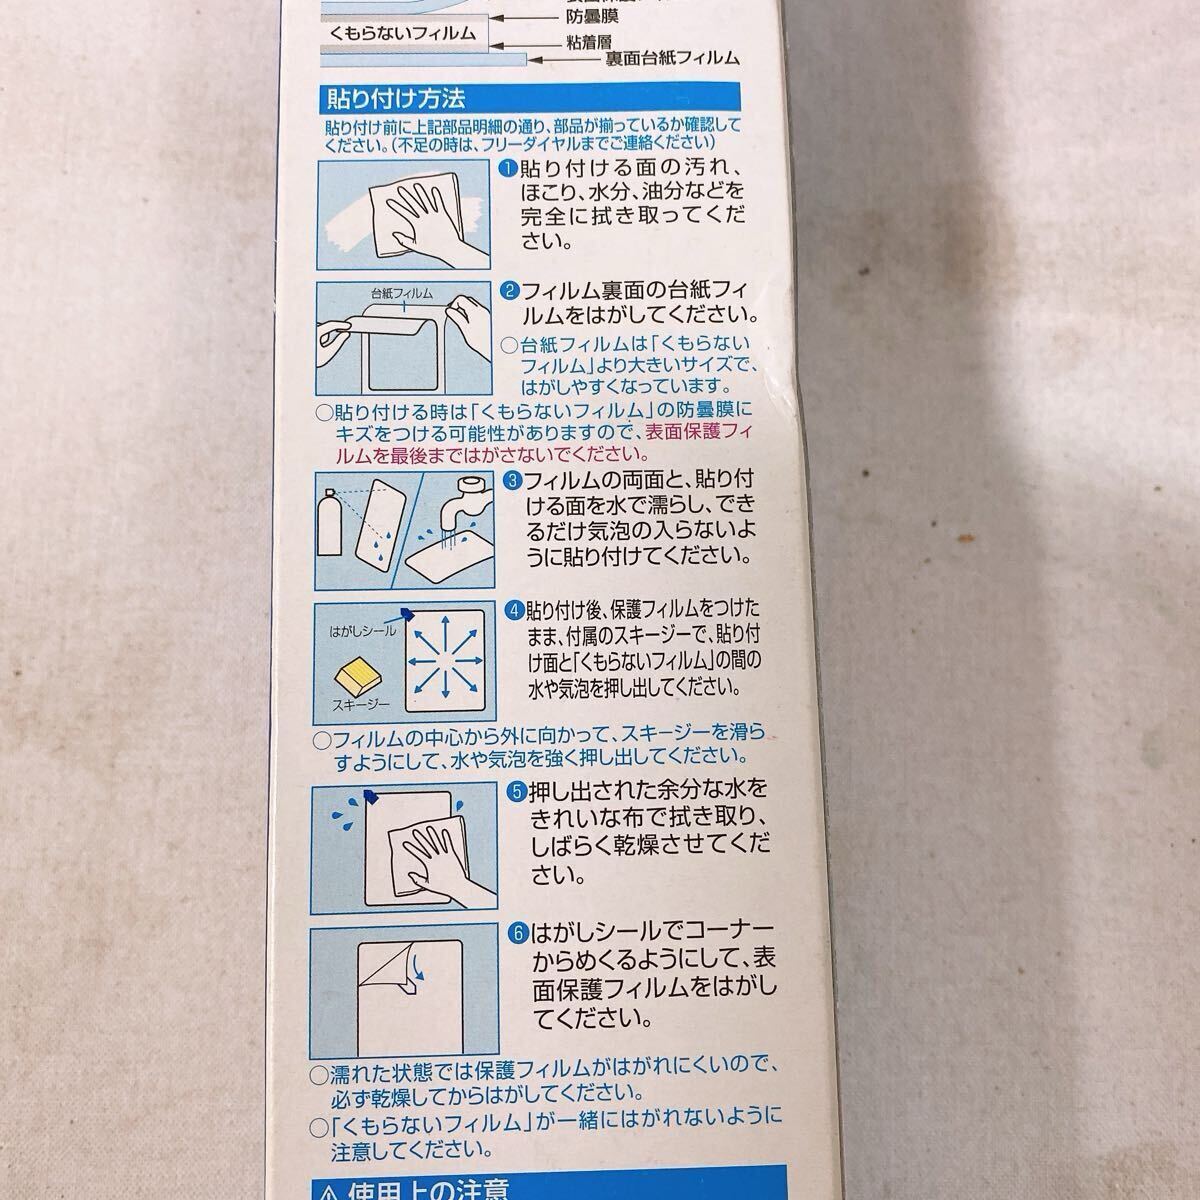 防曇膜
くもらないフィルム
粘着層
裏面台紙フィルム
貼り付け方法
貼り付け前に上記部品明細の通り、部品が揃っているか確認して
ください。(不足の時は、フリーダイヤルまでご連絡ください)
❶貼り付ける面の汚れ、
ほこり、水分、油分などを
完全に拭き取ってくだ
さい。
台紙フィルム
❷フィルム裏面の台紙フィ
ルムをはがしてください。
○台紙フィルムは「くもらない
フィルム」より大きいサイズで、
はがしやすくなっています。
○貼り付ける時は「くもらないフィルム」の防曇膜に
キズをつける可能性がありますので、表面保護フィ
ルムを最後まではがさないでください。
❸フィルムの両面と、貼り付
ける面を水で濡らし、でき
るだけ気泡の入らないよ
うに貼り付けてください。
はがしシール
スキージー
❹貼り付け後、保護フィルムをつけた
まま、付属のスキージーで、貼り付
け面と「くもらないフィルム」の間の
水や気泡を押し出してください。
○フィルムの中心から外に向かって、スキージーを滑ら
すようにして、水や気泡を強く押し出してください。
❺押し出された余分な水を
きれいな布で拭き取り、
しばらく乾燥させてくだ
さい。
❻はがしシールでコーナー
からめくるようにして、表
面保護フィルムをはがし
てください。
○濡れた状態では保護フィルムがはがれにくいので、
必ず乾燥してからはがしてください。
○「くもらないフィルム」が一緒にはがれないように
注意してください。
⚠使用上の注意